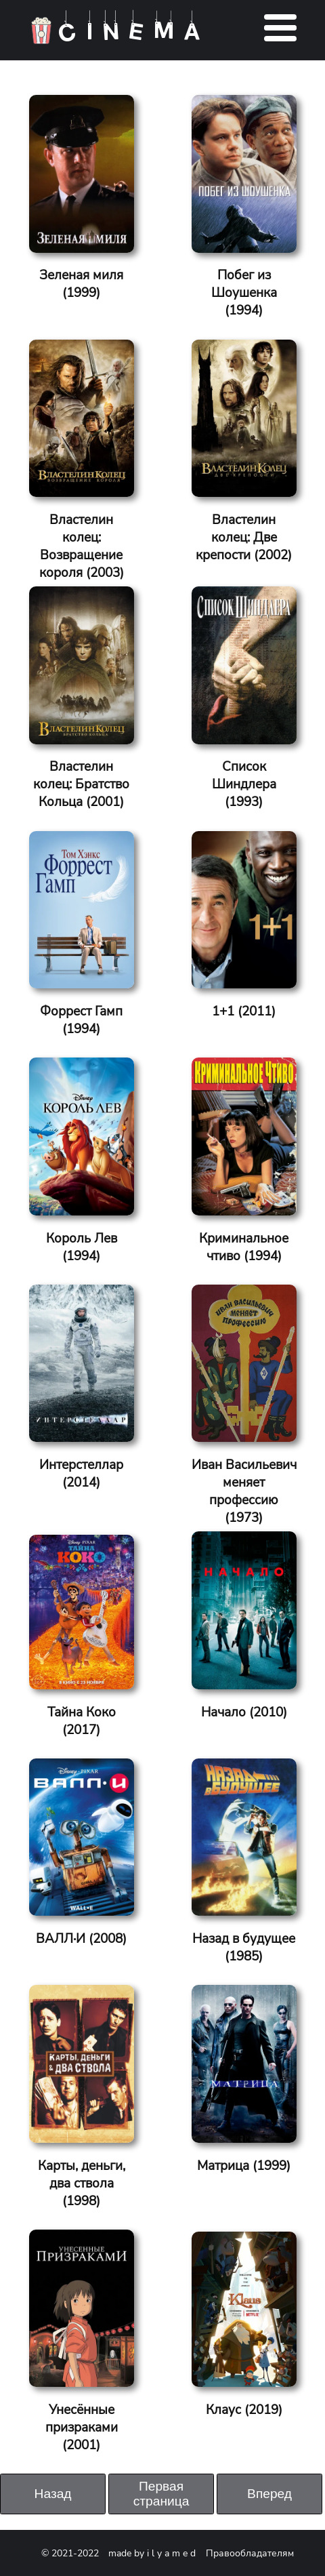 CINEMA
ЗЕЛЕНАЯ МИЛЯ
ПОБЕГ ИЗ ШОУШЕНКА
Зеленая миля
(1999)
Побег из
Шоушенка
(1994)
ВЛАСТЕЛИН КОЛЕЦ
ВОЗВРАЩЕНИЕ КОРОЛЯ
ВЛАСТЕЛИН КОЛЕЦ
ДВЕ КРЕПОСТИ
Властелин
колец:
Возвращение
короля (2003)
Властелин
колец: Две
крепости (2002)
ВЛАСТЕЛИН КОЛЕЦ
БРАТСТВО КОЛЬЦА
СПИСОК ШИНДЛЕРА
Властелин
колец: Братство
Кольца (2001)
Список
Шиндлера
(1993)
ТОМ ХЭНКС
ФОРРЕСТ
ГАМП
1+1
Форрест Гамп
(1994)
1+1 (2011)
Disney
КОРОЛЬ ЛЕВ
КРИМИНАЛЬНОЕ ЧТИВО
Король Лев
(1994)
Криминальное
чтиво (1994)
ИНТЕРСТЕЛЛАР
ИВАН ВАСИЛЬЕВИЧ
МЕНЯЕТ
ПРОФЕССИЮ
Интерстеллар
(2014)
Иван Васильевич
меняет
профессию
(1973)
Disney PIXAR
ТАЙНА
КОКО
НАЧАЛО
Тайна Коко
(2017)
Начало (2010)
Disney PIXAR
ВАЛЛ·И
WALL•E
НАЗАД
В БУДУЩЕЕ
ВАЛЛ·И (2008)
Назад в будущее
(1985)
КАРТЫ, ДЕНЬГИ
ДВА СТВОЛА
МАТРИЦА
Карты, деньги,
два ствола
(1998)
Матрица (1999)
УНЕСЕННЫЕ
ПРИЗРАКАМИ
Klaus
NETFLIX
Унесённые
призраками
(2001)
Клаус (2019)
Назад
Первая
страница
Вперед
© 2021-2022 made by i l y a m e d Правообладателям